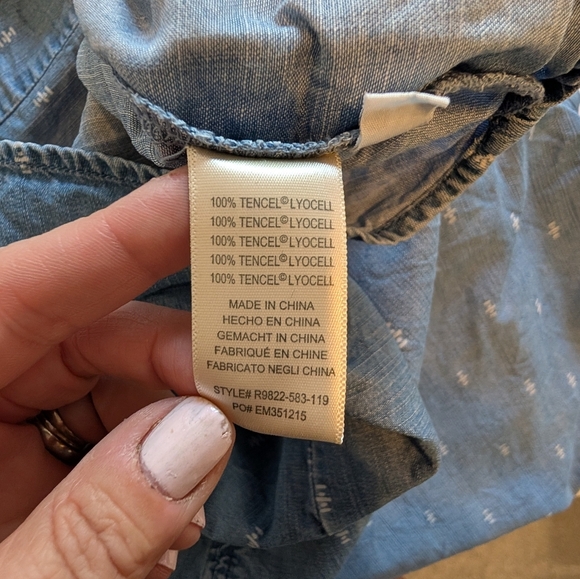 100% TENCEL©LYOCELL
100% TENCEL©LYOCELL
100% TENCEL©LYOCELL
100% TENCEL©LYOCELL
100% TENCEL©LYOCELL
MADE IN CHINA
HECHO EN CHINA
GEMACHT IN CHINA
FABRIQUÉ EN CHINE
FABRICATO NEGLI CHINA
STYLE# R9822-583-119
PO# EM351215